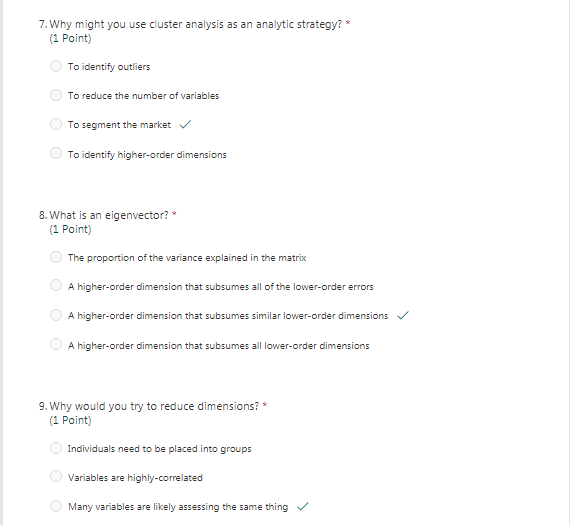 7. Why might you use cluster analysis as an analytic strategy? *
(1 Point)
To identify outliers
To reduce the number of variables
To segment the market
To identify higher-order dimensions
8. What is an eigenvector? *
(1 Point)
The proportion of the variance explained in the matrix
A higher-order dimension that subsumes all of the lower-order errors
A higher-order dimension that subsumes similar lower-order dimensions
A higher-order dimension that subsumes all lower-order dimensions
9. Why would you try to reduce dimensions? *
(1 Point)
Individuals need to be placed into groups
Variables are highly-correlated
Many variables are likely assessing the same thing